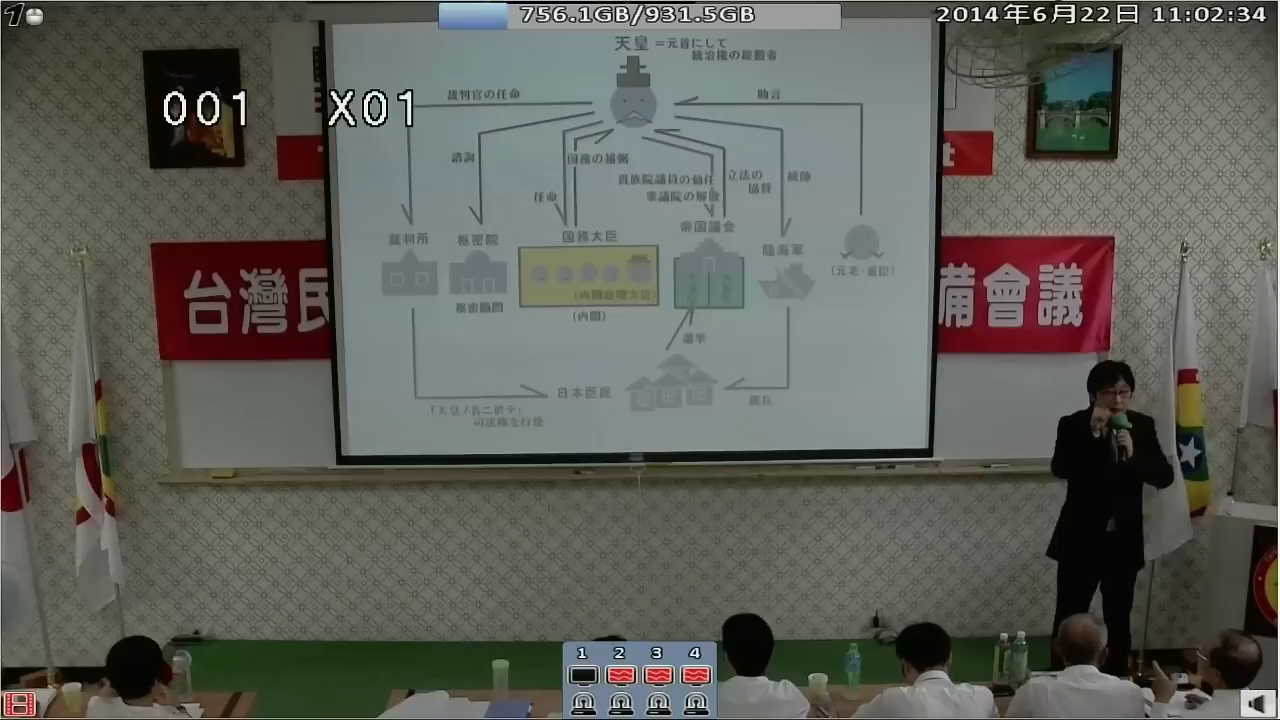 756.1GB/931.5GB
2014年6月22日 11:02:34
001 X01
天皇 =元首にして
統治権の総攬者
裁判官の任命
助言
諮詢
国務の補弼
任命
貴族院議員の勅任
衆議院の解散
立法の
協賛
統帥
裁判所
枢密院
国務大臣
帝国議会
陸海軍
(元老・重臣)
(内閣総理大臣)
枢密顧問
(内閣)
選挙
日本臣民
「天皇ノ名ニ於テ」
司法権を行使
徴兵
台灣民
備會議
1 2 3 4